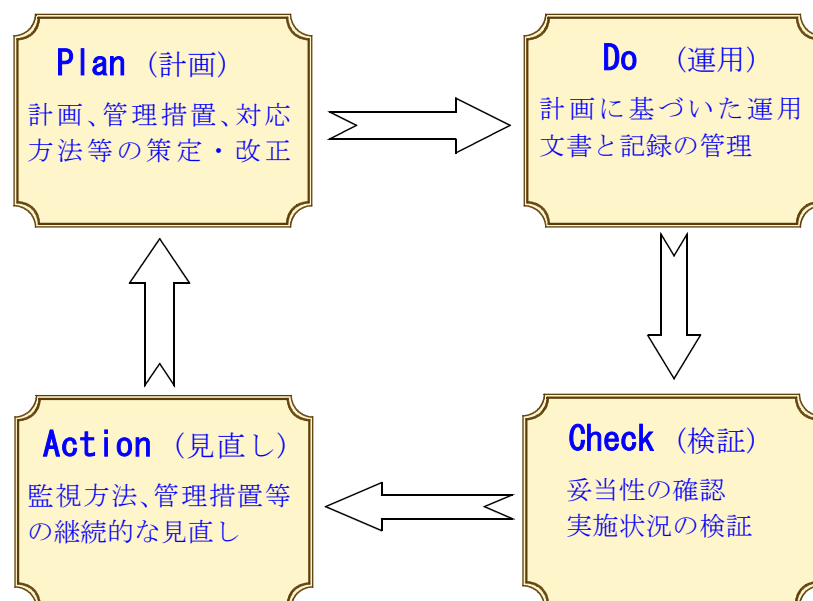 Plan（計画）
計画、管理措置、対応
方法等の策定・改正
Do （運用）
計画に基づいた運用
文書と記録の管理
Action（見直し）
監視方法、管理措置等
の継続的な見直し
Check（検証）
妥当性の確認
実施状況の検証